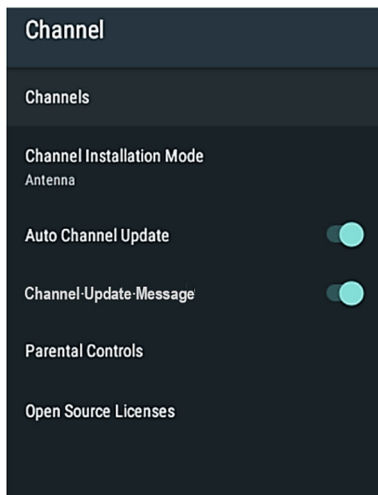 Channel
Channels
Channel Installation Mode
Antenna
Auto Channel Update
Channel·Update·Message
Parental Controls
Open Source Licenses